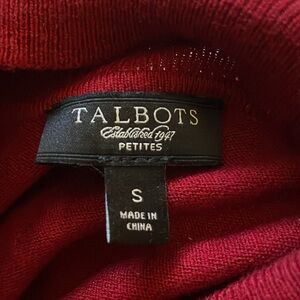 TALBOTS
Established 1947
PETITES
S
MADE IN
CHINA